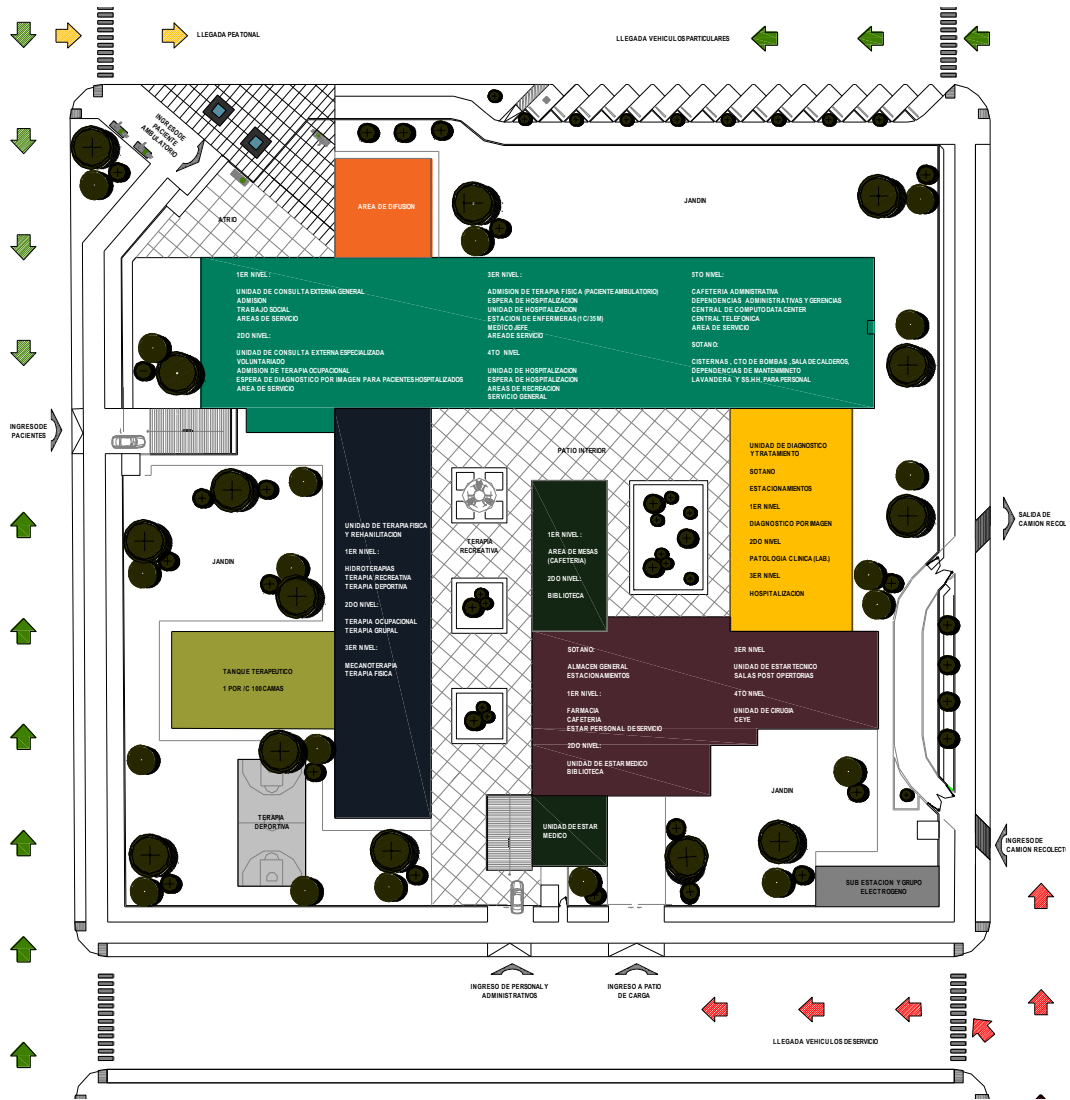 LLEGADA PEATONAL
LLEGADA VEHICULOS PARTICULARES
INGRESO DE
PACIENTE
AMBULATORIO
ATRIO
AREA DE DIFUSION
JANDIN
1ER NIVEL :
UNIDAD DE CONSULTA EXTERNA GENERAL
ADMISION
TRABAJO SOCIAL
AREAS DE SERVICIO
2DO NIVEL:
UNIDAD DE CONSULTA EXTERNA ESPECIALIZADA
VOLUNTARIADO
ADMISION DE TERAPIA OCUPACIONAL
ESPERA DE DIAGNOSTICO POR IMAGEN PARA PACIENTES HOSPITALIZADOS
AREA DE SERVICIO
3ER NIVEL :
ADMISION DE TERAPIA FISICA (PACIENTE AMBULATORIO)
ESPERA DE HOSPITALIZACION
UNIDAD DE HOSPITALIZACION
ESTACION DE ENFERMERAS (1C/35M)
MEDICO JEFE
AREA DE SERVICIO
4TO NIVEL
UNIDAD DE HOSPITALIZACION
ESPERA DE HOSPITALIZACION
AREAS DE RECREACION
SERVICIO GENERAL
5TO NIVEL:
CAFETERIA ADMINISTRATIVA
DEPENDENCIAS ADMINISTRATIVAS Y GERENCIAS
CENTRAL DE COMPUTO DATA CENTER
CENTRAL TELEFONICA
AREA DE SERVICIO
SOTANO:
CISTERNAS , CTO DE BOMBAS , SALA DE CALDEROS,
DEPENDENCIAS DE MANTENIMINETO
LAVANDERÁ Y SS.HH, PARA PERSONAL
INGRESO DE
PACIENTES
PATIO INTERIOR
UNIDAD DE DIAGNOSTICO
Y TRATAMIENTO
SOTANO
ESTACIONAMIENTOS
1ER NIVEL
DIAGNOSTICO POR IMAGEN
2DO NIVEL
PATOLOGIA CLINICA (LAB.)
3ER NIVEL
HOSPITALIZACION
SALIDA DE
CAMION RECOL
UNIDAD DE TERAPIA FISICA
Y REHANILITACION
1ER NIVEL :
HIDROTERAPIAS
TERAPIA RECREATIVA
TERAPIA DEPORTIVA
2DO NIVEL:
TERAPIA OCUPACIONAL
TERAPIA GRUPAL
3ER NIVEL:
MECANOTERAPIA
TERAPIA FISICA
TERAPIA
RECREATIVA
1ER NIVEL :
AREA DE MESAS
(CAFETERIA)
2DO NIVEL:
BIBLIOTECA
JANDIN
TANQUE TERAPEUTICO
1 POR /C 100 CAMAS
SOTANO:
ALMACEN GENERAL
ESTACIONAMIENTOS
1ER NIVEL :
FARMACIA
CAFETERIA
ESTAR PERSONAL DE SERVICIO
2DO NIVEL:
UNIDAD DE ESTAR MEDICO
BIBLIOTECA
3ER NIVEL
UNIDAD DE ESTAR TECNICO
SALAS POST OPERTORIAS
4TO NIVEL
UNIDAD DE CIRUGIA
CEYE
JANDIN
TERAPIA
DEPORTIVA
UNIDAD DE ESTAR
MEDICO
INGRESO DE
CAMION RECOLECT
SUB ESTACION Y GRUPO
ELECTROGENO
INGRESO DE PERSONAL Y
ADMINISTRATIVOS
INGRESO A PATIO
DE CARGA
LLEGADA VEHICULOS DE SERVICIO